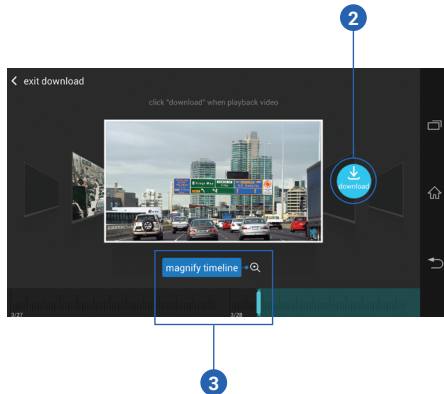 2
exit download
click "download" when playback video
download
magnify timeline
3/27
3/28
3